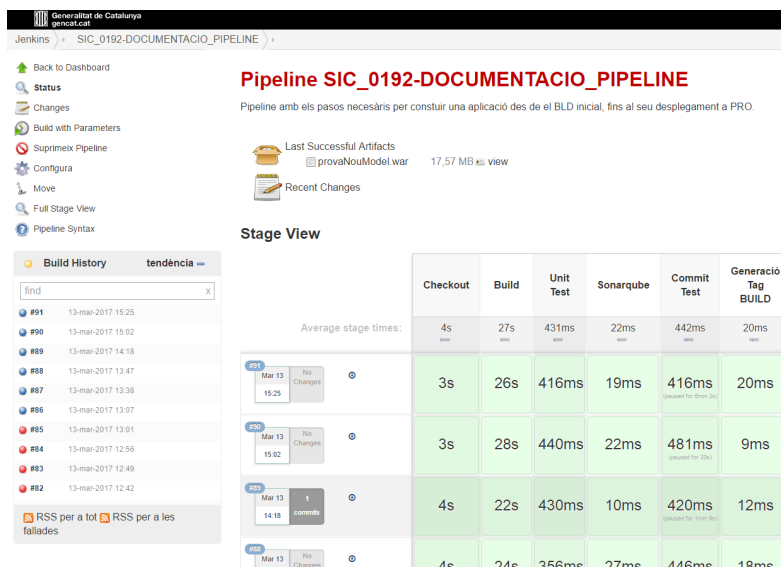 Generalitat de Catalunya
gencat.cat
Jenkins SIC_0192-DOCUMENTACIO_PIPELINE
Back to Dashboard
Status
Changes
Build with Parameters
Suprimeix Pipeline
Configura
Move
Full Stage View
Pipeline Syntax
Build History tendència
find x
#91 13-mar-2017 15:25
#90 13-mar-2017 15:02
#89 13-mar-2017 14:18
#88 13-mar-2017 13:47
#87 13-mar-2017 13:38
#86 13-mar-2017 13:07
#85 13-mar-2017 13:01
#84 13-mar-2017 12:56
#83 13-mar-2017 12:49
#82 13-mar-2017 12:42
RSS per a tot RSS per a les
fallades
Pipeline SIC_0192-DOCUMENTACIO_PIPELINE
Pipeline amb els pasos necesàris per constuir una aplicació des de el BLD inicial, fins al seu desplegament a PRO.
Last Successful Artifacts
provaNouModel.war 17,57 MB view
Recent Changes
Stage View
Checkout Build Unit Test Sonarqube Commit Test Generació Tag BUILD
Average stage times: 4s 27s 431ms 22ms 442ms 20ms
#91
Mar 13 No Changes
15:25
3s 26s 416ms 19ms 416ms 20ms
(paused for 8min 2s)
#90
Mar 13 No Changes
15:02
3s 28s 440ms 22ms 481ms 9ms
(paused for 33s)
#89
Mar 13 1 commits
14:18
4s 22s 430ms 10ms 420ms 12ms
(paused for 1min 9s)
#88
Mar 13 No Changes
4s 24s 356ms 27ms 446ms 18ms